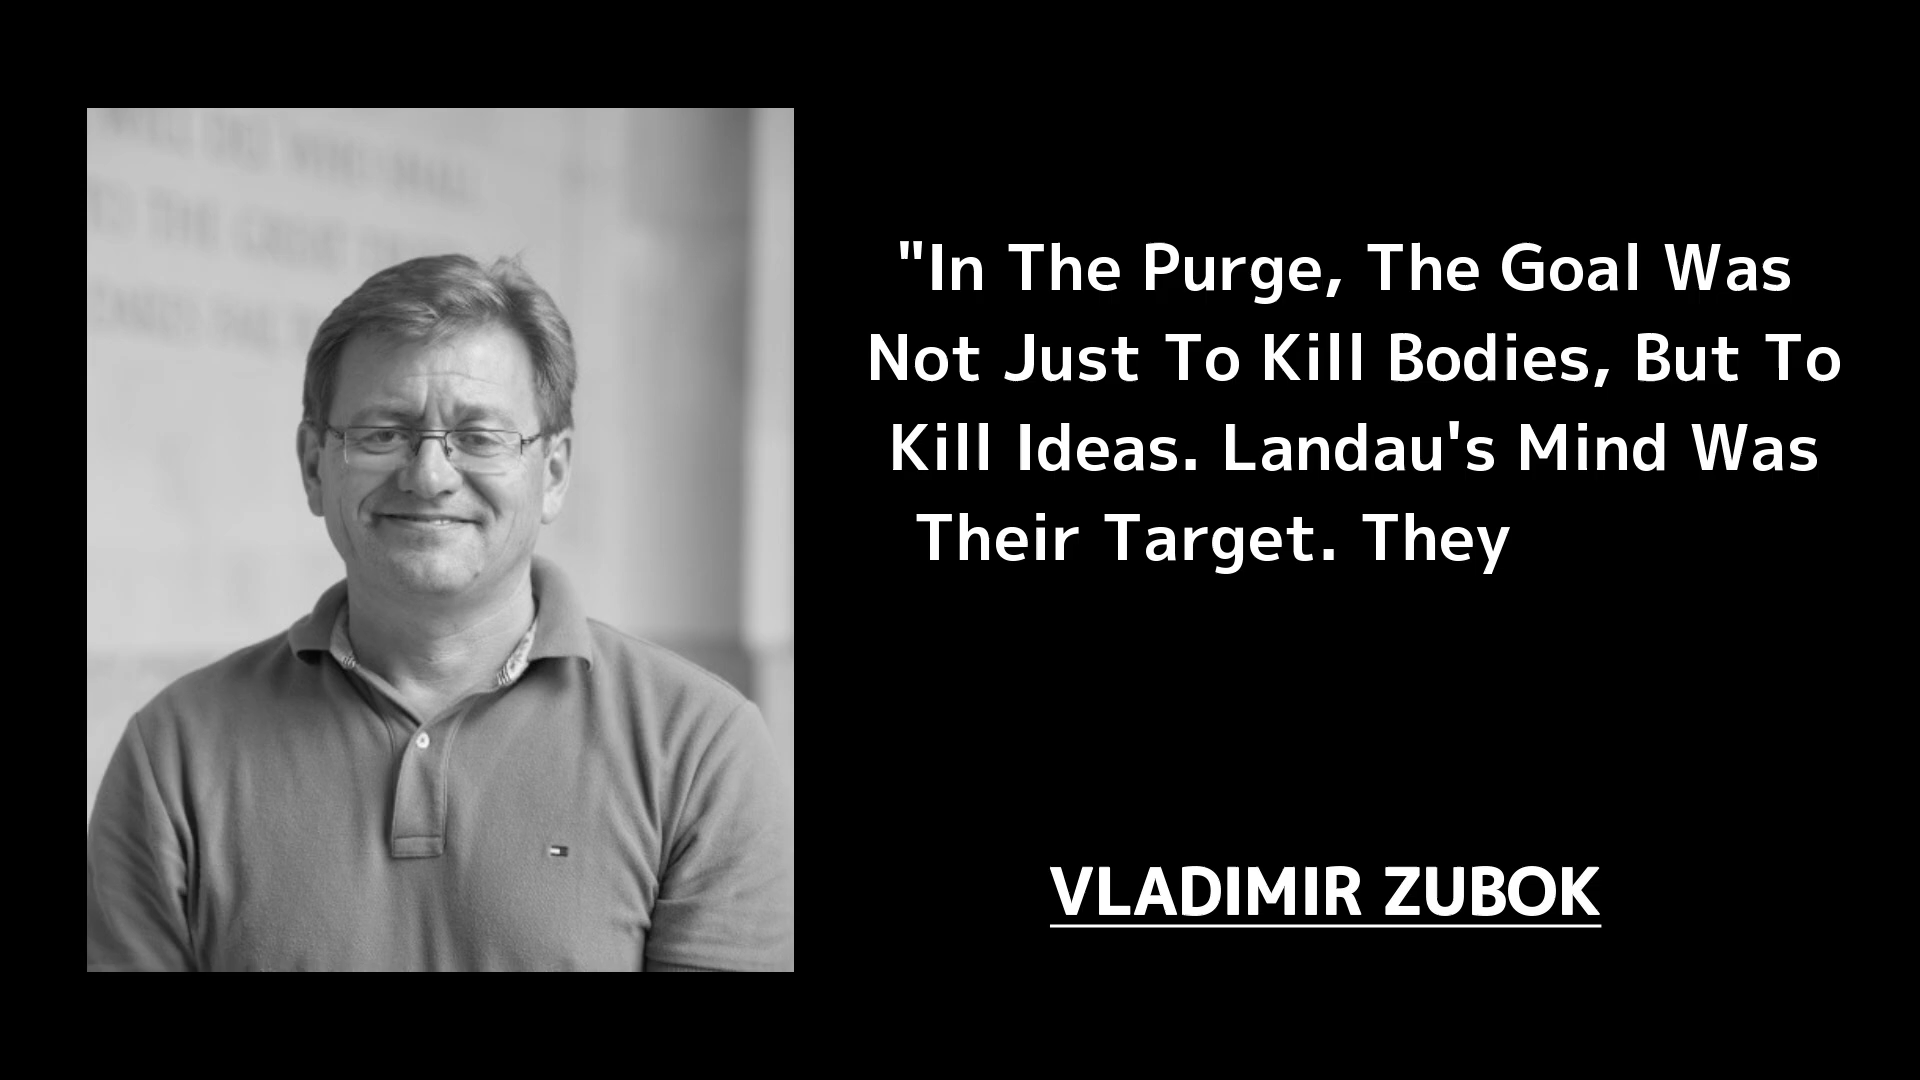 "In The Purge, The Goal Was
Not Just To Kill Bodies, But To
Kill Ideas. Landau's Mind Was
Their Target. They
VLADIMIR ZUBOK